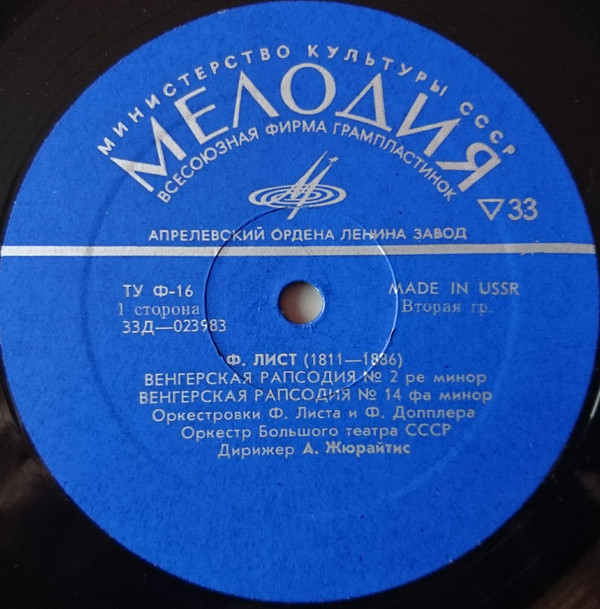 МИНИСТЕРСТВО КУЛЬТУРЫ СССР
МЕЛОДИЯ
ВСЕСОЮЗНАЯ ФИРМА ГРАМПЛАСТИНОК
▽33
АПРЕЛЕВСКИЙ ОРДЕНА ЛЕНИНА ЗАВОД
ТУ Ф-16
MADE IN USSR
1 сторона
Вторая гр.
33Д—023983
Ф. ЛИСТ (1811—1886)
ВЕНГЕРСКАЯ РАПСОДИЯ № 2 ре минор
ВЕНГЕРСКАЯ РАПСОДИЯ № 14 фа минор
Оркестровки Ф. Листа и Ф. Допплера
Оркестр Большого театра СССР
Дирижер А. Жюрайтис